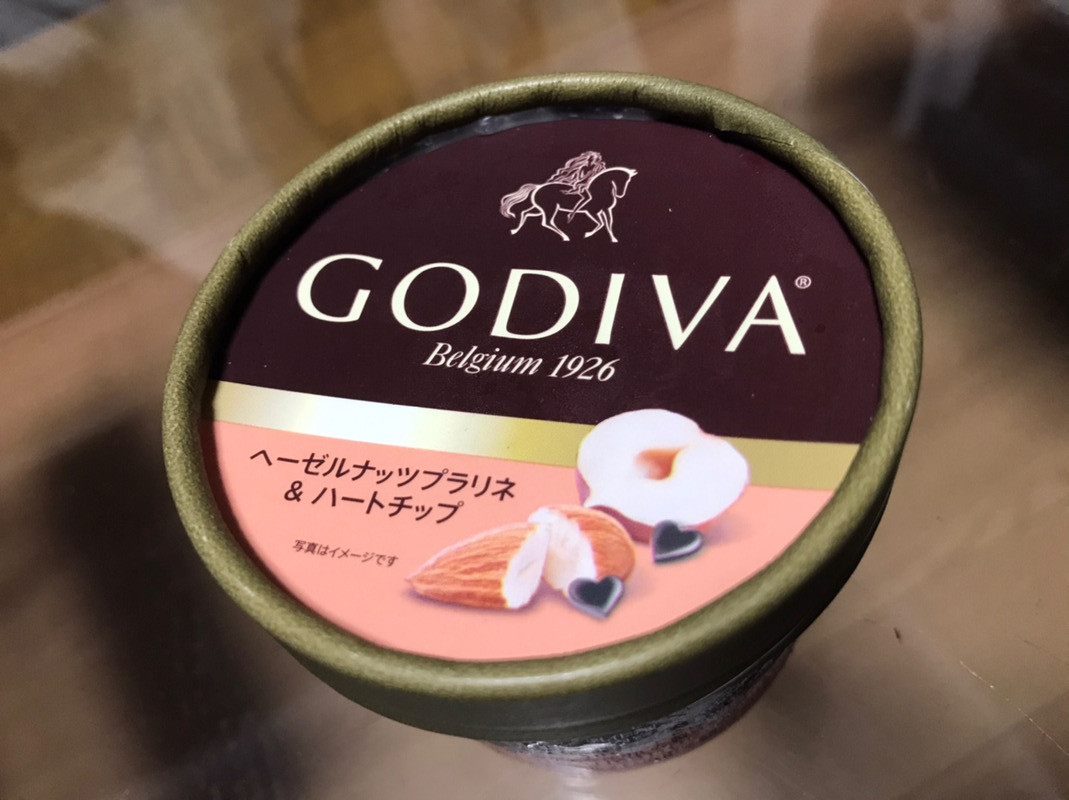 GODIVA®
Belgium 1926
ヘーゼルナッツプラリネ
& ハートチップ
写真はイメージです